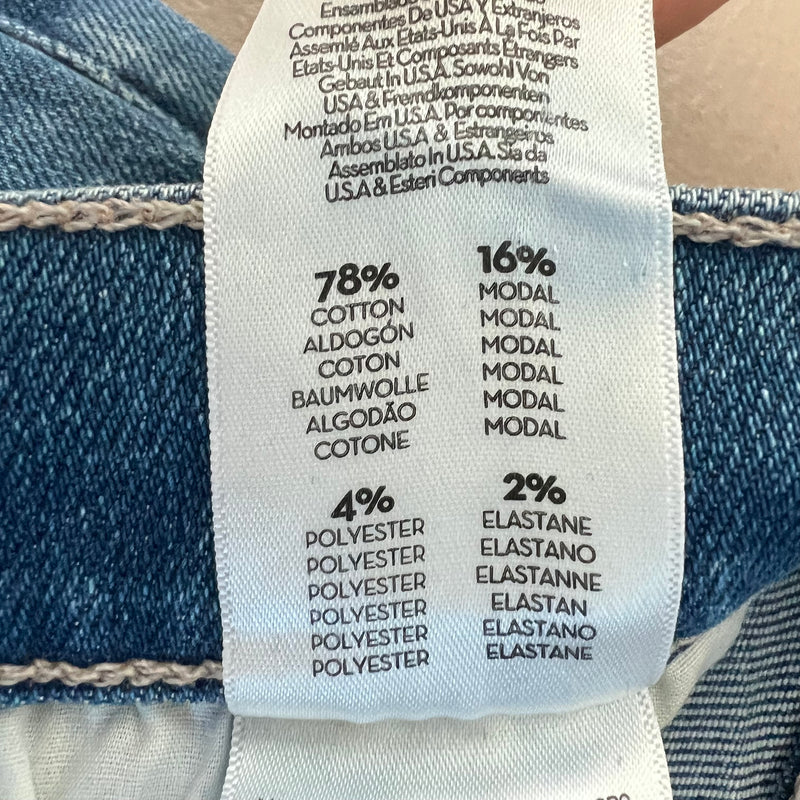 Ensamblado
Componentes De USA Y Extranjeros
Assemlé Aux Etats-Unis À La Fois Par
Etats-Unis Et Composants Etrangers
Gebaut In U.S.A. Sowohl Von
USA & Fremdkomponenten
Montado Em U.S.A. Por componentes
Ambos U.S.A & Estrangeiros
Assemblato In U.S.A. Sia da
U.S.A & Esteri Components
78%
COTTON
ALDOGÓN
COTON
BAUMWOLLE
ALGODÃO
COTONE
16%
MODAL
MODAL
MODAL
MODAL
MODAL
MODAL
4%
POLYESTER
POLYESTER
POLYESTER
POLYESTER
POLYESTER
POLYESTER
2%
ELASTANE
ELASTANO
ELASTANNE
ELASTAN
ELASTANO
ELASTANE